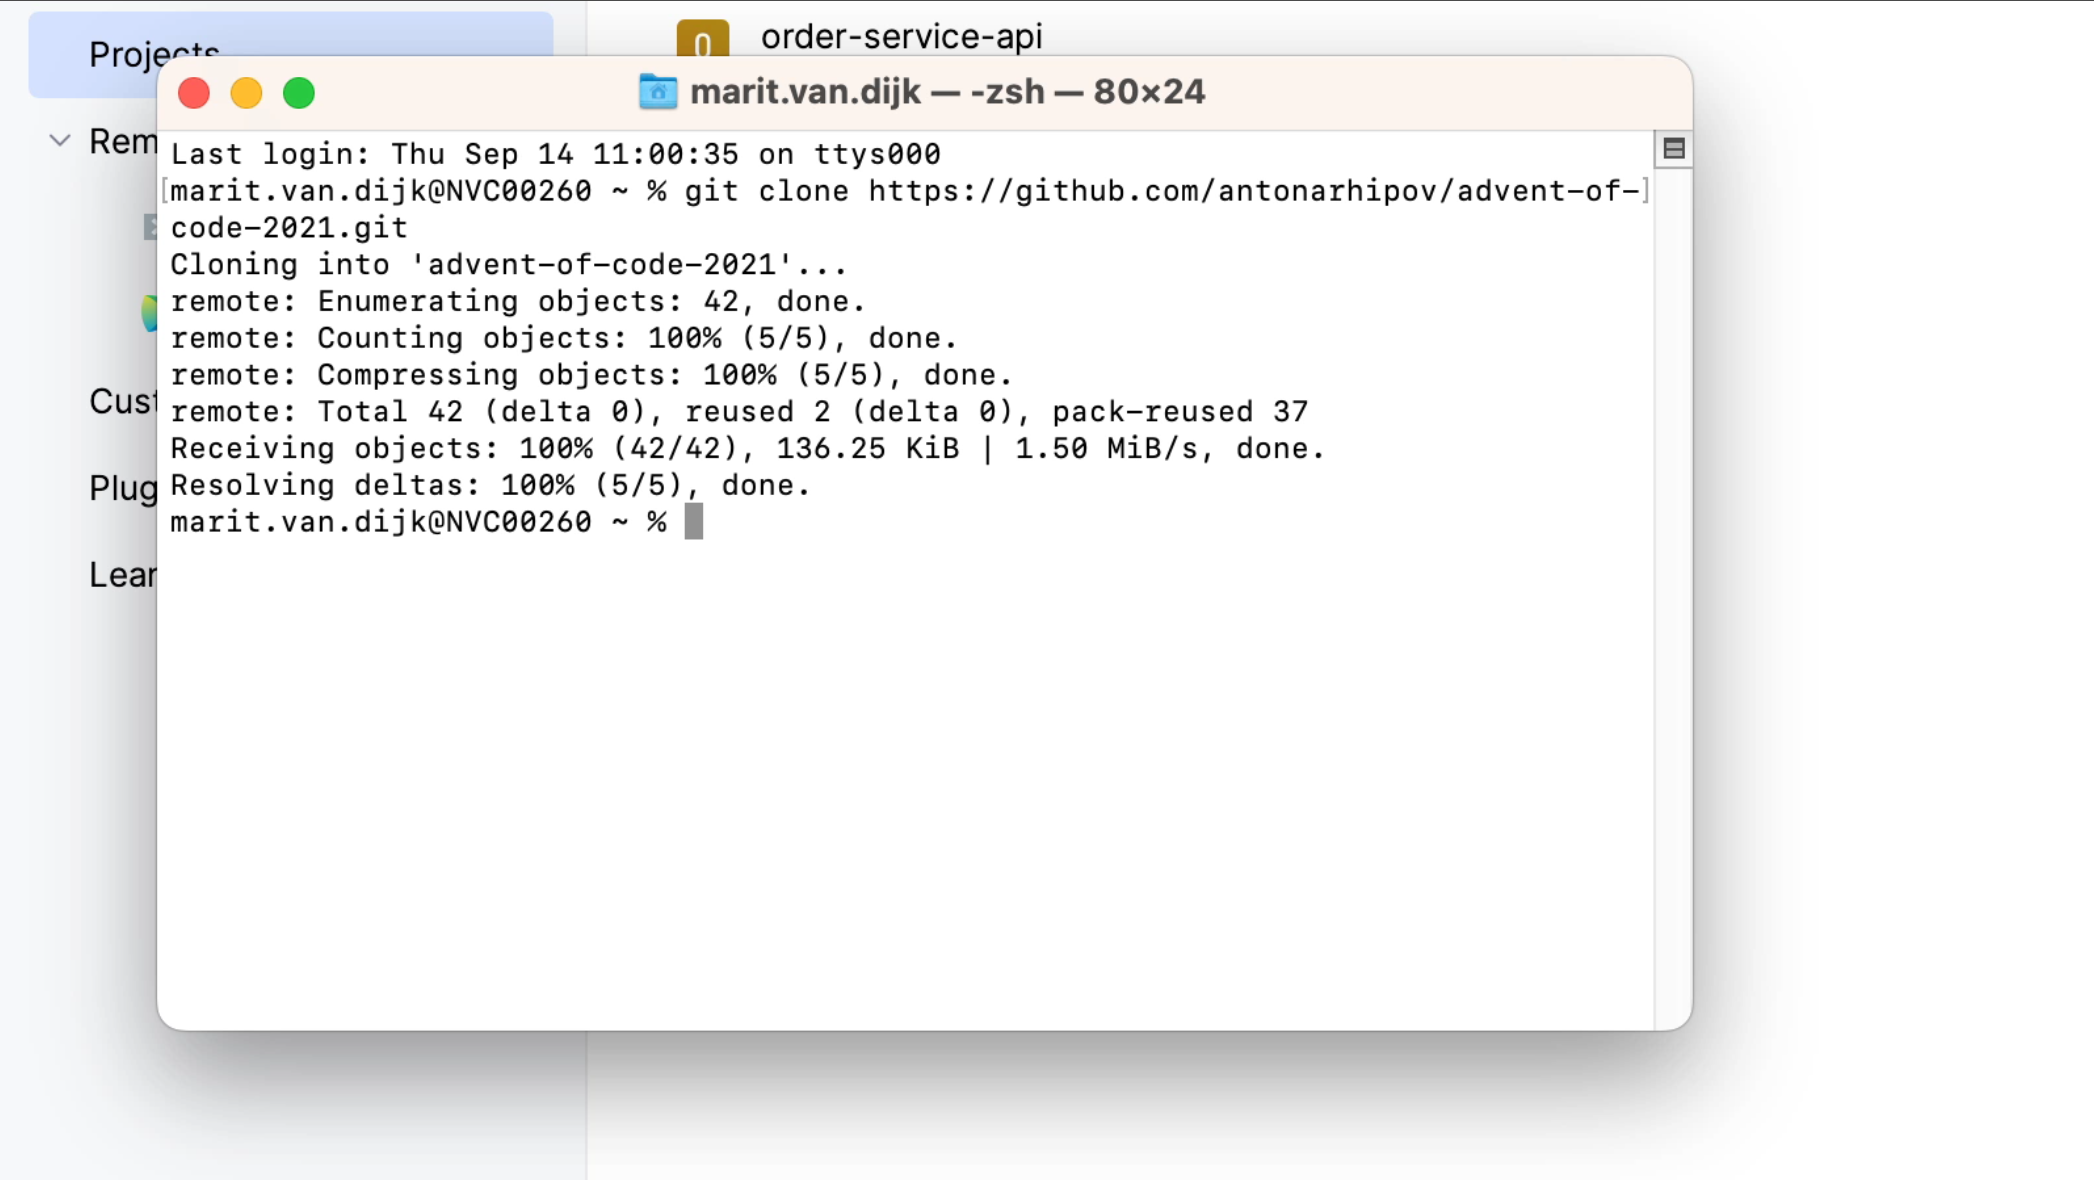 Projects
order-service-api
marit.van.dijk — -zsh — 80×24
Rem
Last login: Thu Sep 14 11:00:35 on ttys000
[marit.van.dijk@NVC00260 ~ % git clone https://github.com/antonarhipov/advent-of-]
code-2021.git
Cloning into 'advent-of-code-2021'...
remote: Enumerating objects: 42, done.
remote: Counting objects: 100% (5/5), done.
remote: Compressing objects: 100% (5/5), done.
Cust
remote: Total 42 (delta 0), reused 2 (delta 0), pack-reused 37
Receiving objects: 100% (42/42), 136.25 KiB | 1.50 MiB/s, done.
Plug
Resolving deltas: 100% (5/5), done.
marit.van.dijk@NVC00260 ~ %
Lear